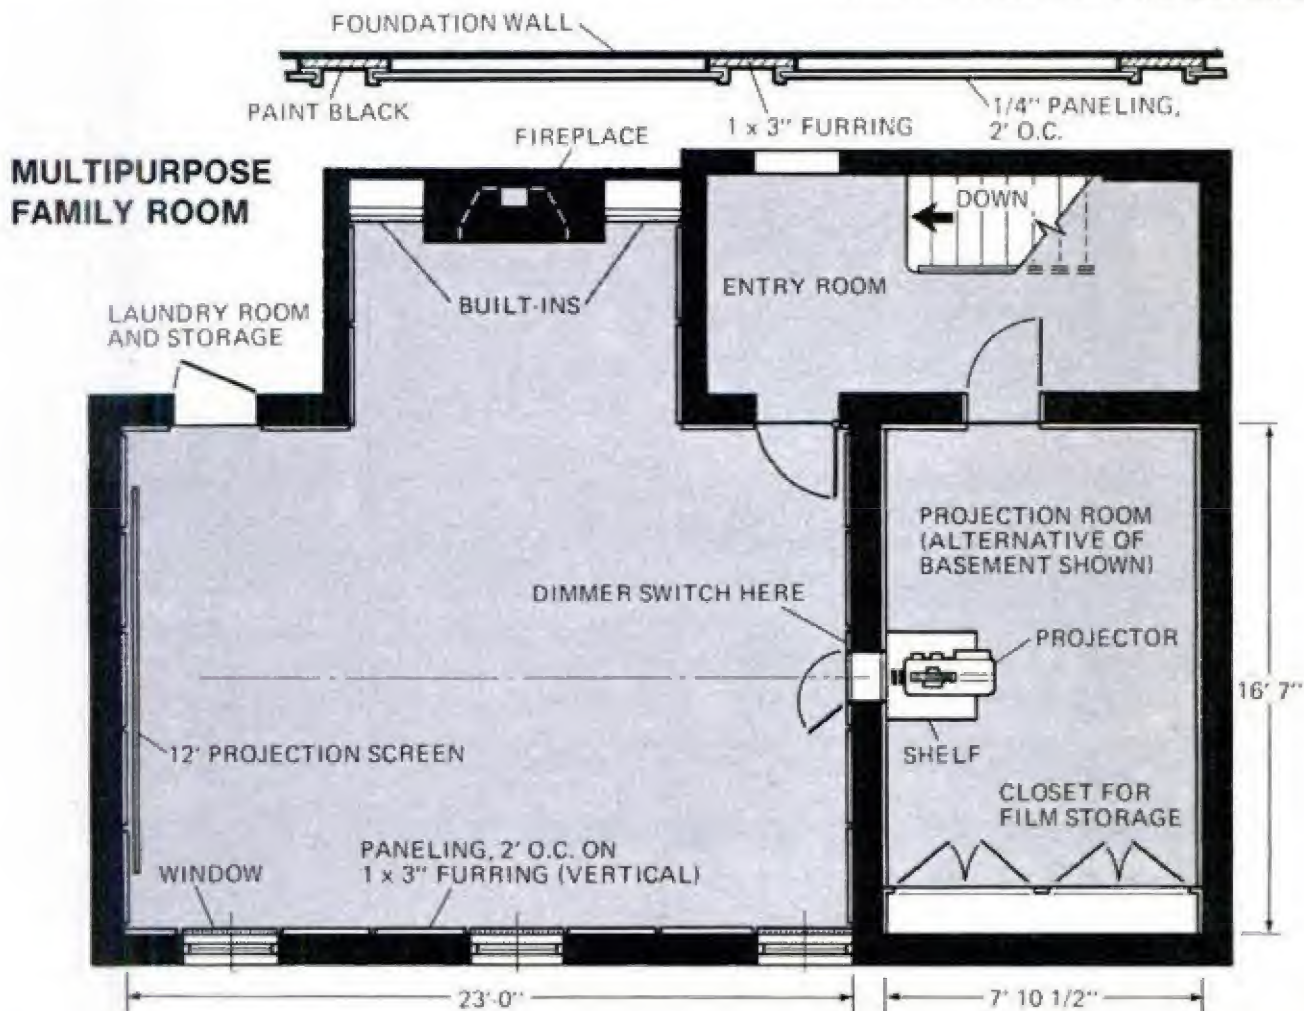 FOUNDATION WALL
PAINT BLACK
1 x 3" FURRING
1/4" PANELING,
2' O.C.
FIREPLACE
MULTIPURPOSE
FAMILY ROOM
DOWN
ENTRY ROOM
BUILT-INS
LAUNDRY ROOM
AND STORAGE
PROJECTION ROOM
(ALTERNATIVE OF
BASEMENT SHOWN)
DIMMER SWITCH HERE
PROJECTOR
16' 7"
12' PROJECTION SCREEN
SHELF
CLOSET FOR
FILM STORAGE
PANELING, 2' O.C. ON
1 x 3" FURRING (VERTICAL)
WINDOW
23'-0"
7' 10 1/2"